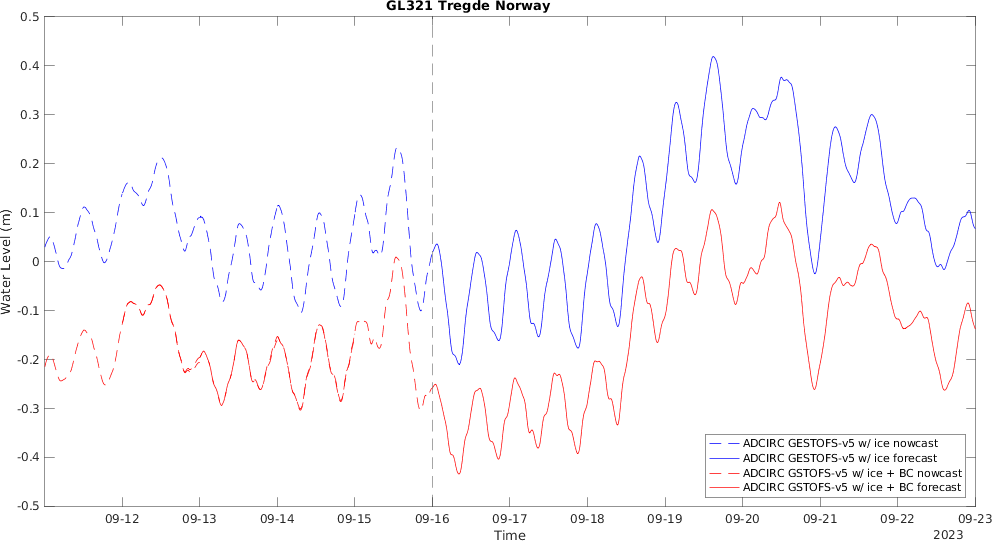 GL321 Tregde Norway
0.5
0.4
0.3
0.2
0.1
0
-0.1
-0.2
-0.3
-0.4
-0.5
Water Level (m)
09-12 09-13 09-14 09-15 09-16 09-17 09-18 09-19 09-20 09-21 09-22 09-23
Time
2023
ADCIRC GESTOFS-v5 w/ ice nowcast
ADCIRC GESTOFS-v5 w/ ice forecast
ADCIRC GSTOFS-v5 w/ ice + BC nowcast
ADCIRC GSTOFS-v5 w/ ice + BC forecast